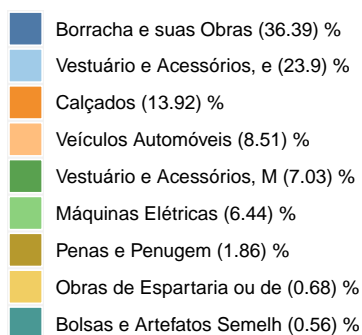 Borracha e suas Obras (36.39) %
Vestuário e Acessórios, e (23.9) %
Calçados (13.92) %
Veículos Automóveis (8.51) %
Vestuário e Acessórios, M (7.03) %
Máquinas Elétricas (6.44) %
Penas e Penugem (1.86) %
Obras de Espartaria ou de (0.68) %
Bolsas e Artefatos Semelh (0.56) %